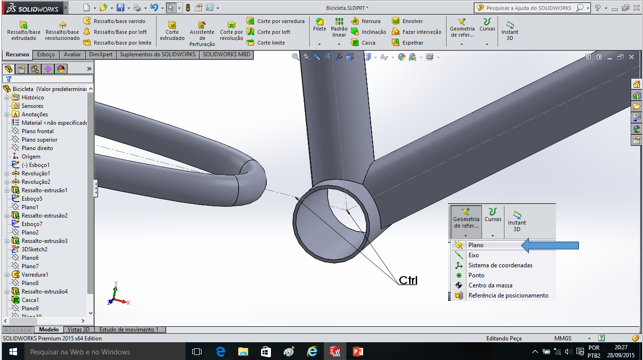 SOLIDWORKS
Bicicleta.SLDPRT *
Pesquisar a Ajuda do SOLIDWORKS
Ressalto/base extrudado
Ressalto/base revolucionado
Ressalto/base varrido
Ressalto/base por loft
Ressalto/base por limite
Corte extrudado
Assistente de Perfuração
Corte por revolução
Corte por varredura
Corte por loft
Corte por limite
Filete
Padrão linear
Nervura
Inclinação
Casca
Envolver
Fazer interseção
Espelhar
Geometria de refer...
Curvas
Instant 3D
Recursos
Esboço
Avaliar
DimXpert
Suplementos do SOLIDWORKS
SOLIDWORKS MBD
Bicicleta (Valor predeterminar
Histórico
Sensores
Anotações
Material <não especificado
Plano frontal
Plano superior
Plano direito
Origem
(-) Esboço1
Revolução1
Revolução2
Ressalto-extrusão1
Esboço5
Plano1
Ressalto-extrusão2
Esboço7
Plano2
Ressalto-extrusão3
3DSketch2
Plano6
Plano7
Varredura1
Plano8
Ressalto-extrusão4
Casca1
Plano9
Ctrl
Geometria de refer...
Curvas
Instant 3D
Plano
Eixo
Sistema de coordenadas
Ponto
Centro da massa
Referência de posicionamento
Modelo
Vistas 3D
Estudo de movimento 1
SOLIDWORKS Premium 2015 x64 Edition
Editando Peça
MMGS
Pesquisar na Web e no Windows
POR
PTB2
20:27
28/09/2015